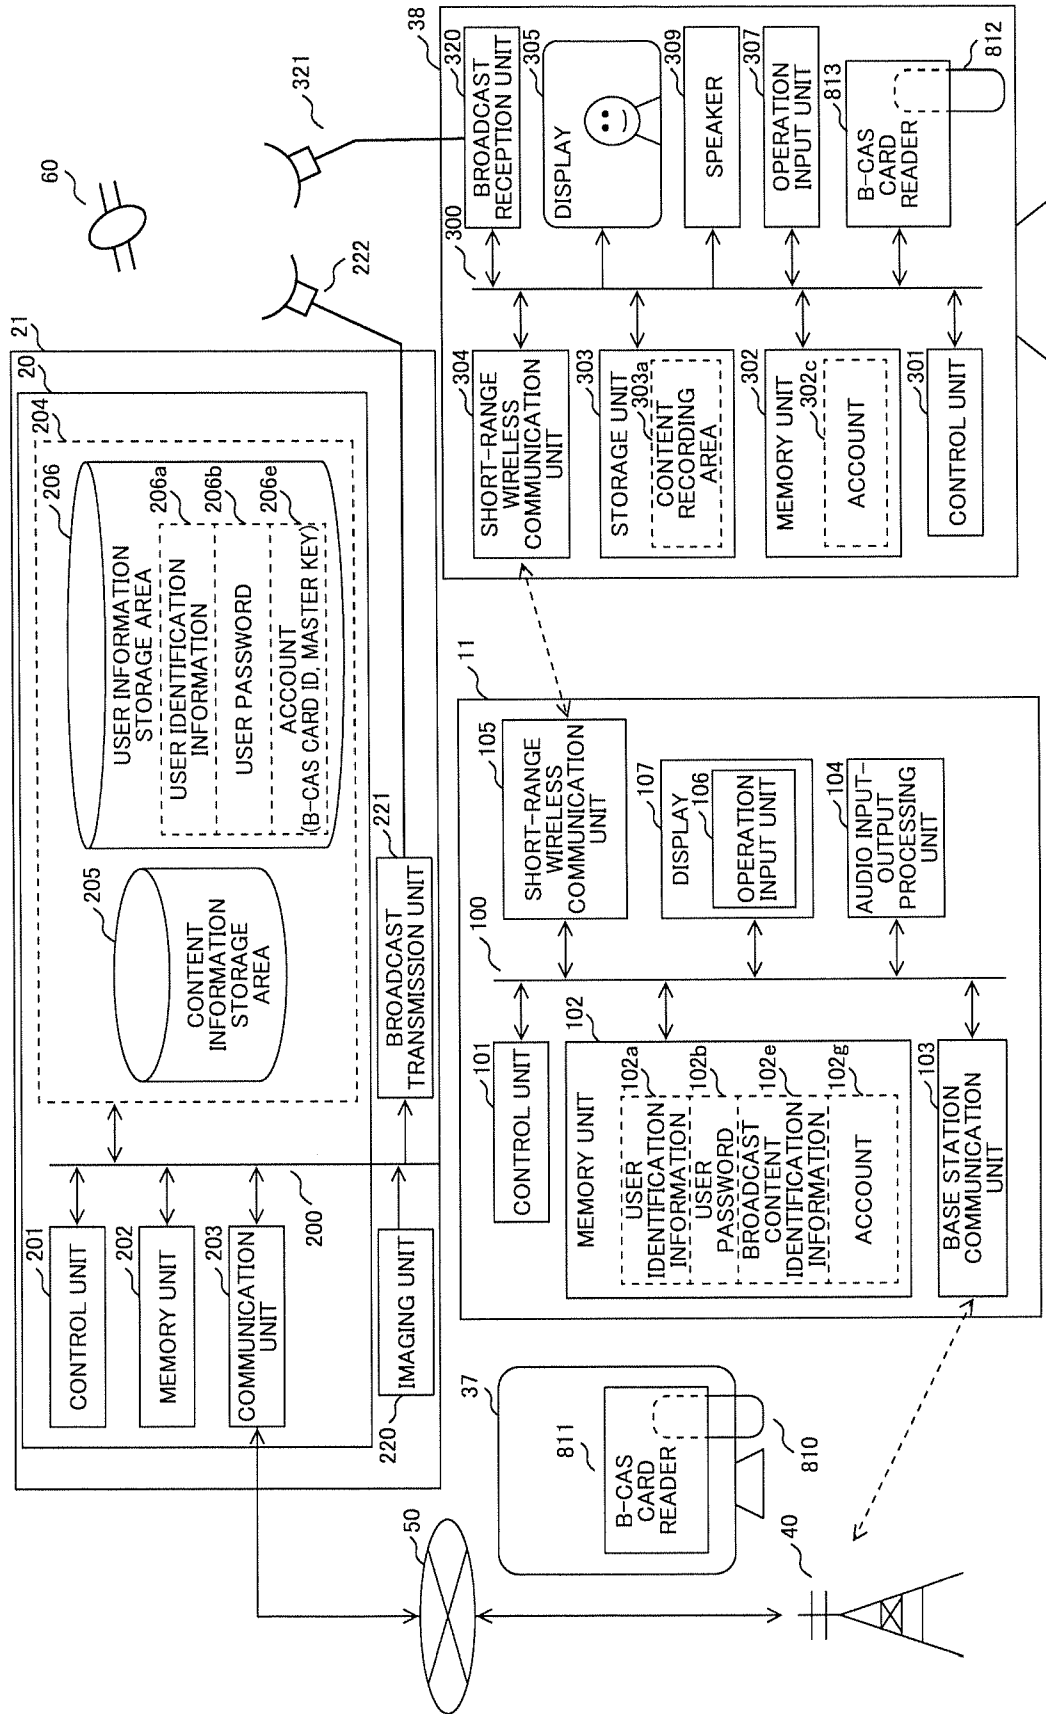 21
20
201
CONTROL UNIT
202
MEMORY UNIT
203
COMMUNICATION
UNIT
200
204
205
CONTENT
INFORMATION
STORAGE
AREA
206
USER INFORMATION
STORAGE AREA
206a
USER IDENTIFICATION
INFORMATION
206b
USER PASSWORD
206e
ACCOUNT
(B-CAS CARD ID, MASTER KEY)
220
IMAGING UNIT
221
BROADCAST
TRANSMISSION UNIT
60
222
321
50
40
37
811
B-CAS
CARD
READER
810
11
101
CONTROL UNIT
100
102
MEMORY UNIT
102a
USER
IDENTIFICATION
INFORMATION
102b
USER
PASSWORD
102e
BROADCAST
CONTENT
IDENTIFICATION
INFORMATION
102g
ACCOUNT
103
BASE STATION
COMMUNICATION
UNIT
105
SHORT-RANGE
WIRELESS
COMMUNICATION
UNIT
107
DISPLAY
106
OPERATION
INPUT UNIT
104
AUDIO INPUT-
OUTPUT
PROCESSING
UNIT
38
300
304
SHORT-RANGE
WIRELESS
COMMUNICATION
UNIT
303
STORAGE UNIT
303a
CONTENT
RECORDING
AREA
302
MEMORY UNIT
302c
ACCOUNT
301
CONTROL UNIT
320
BROADCAST
RECEPTION UNIT
305
DISPLAY
309
SPEAKER
307
OPERATION
INPUT UNIT
813
B-CAS
CARD
READER
812